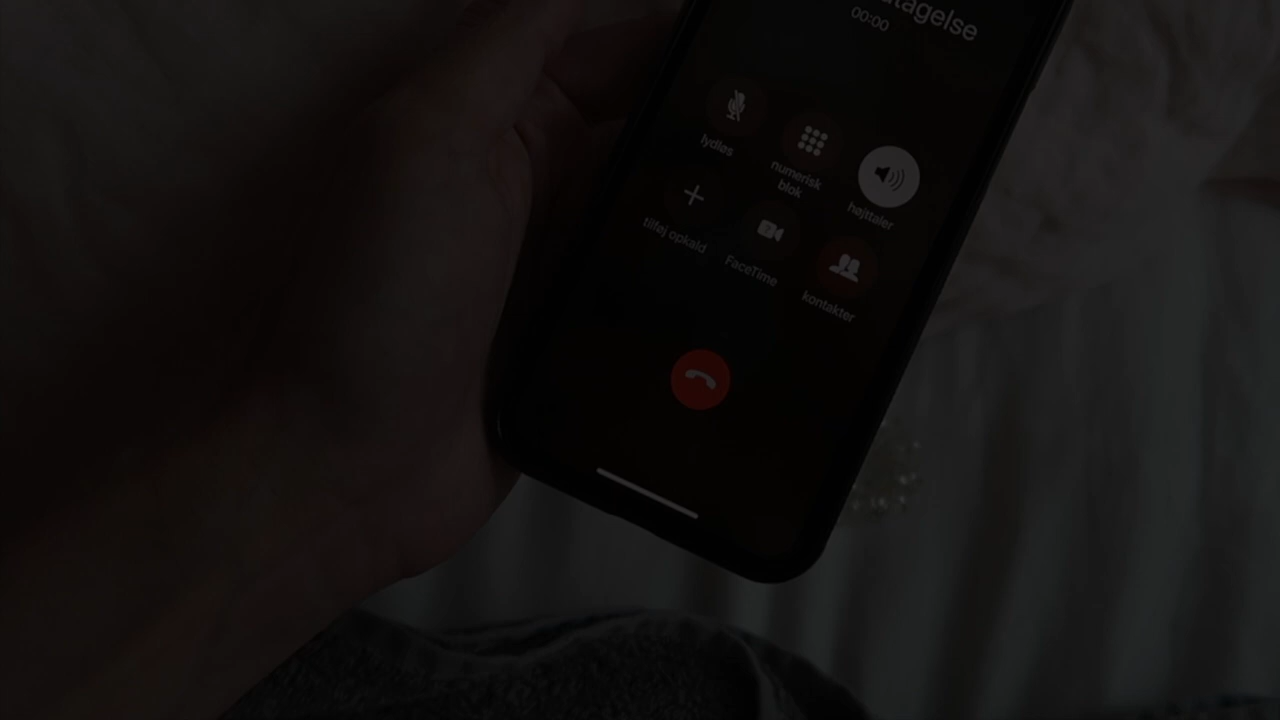 tagelse
00:00
lydløs
numerisk
blok
højttaler
tilføj opkald
FaceTime
kontakter